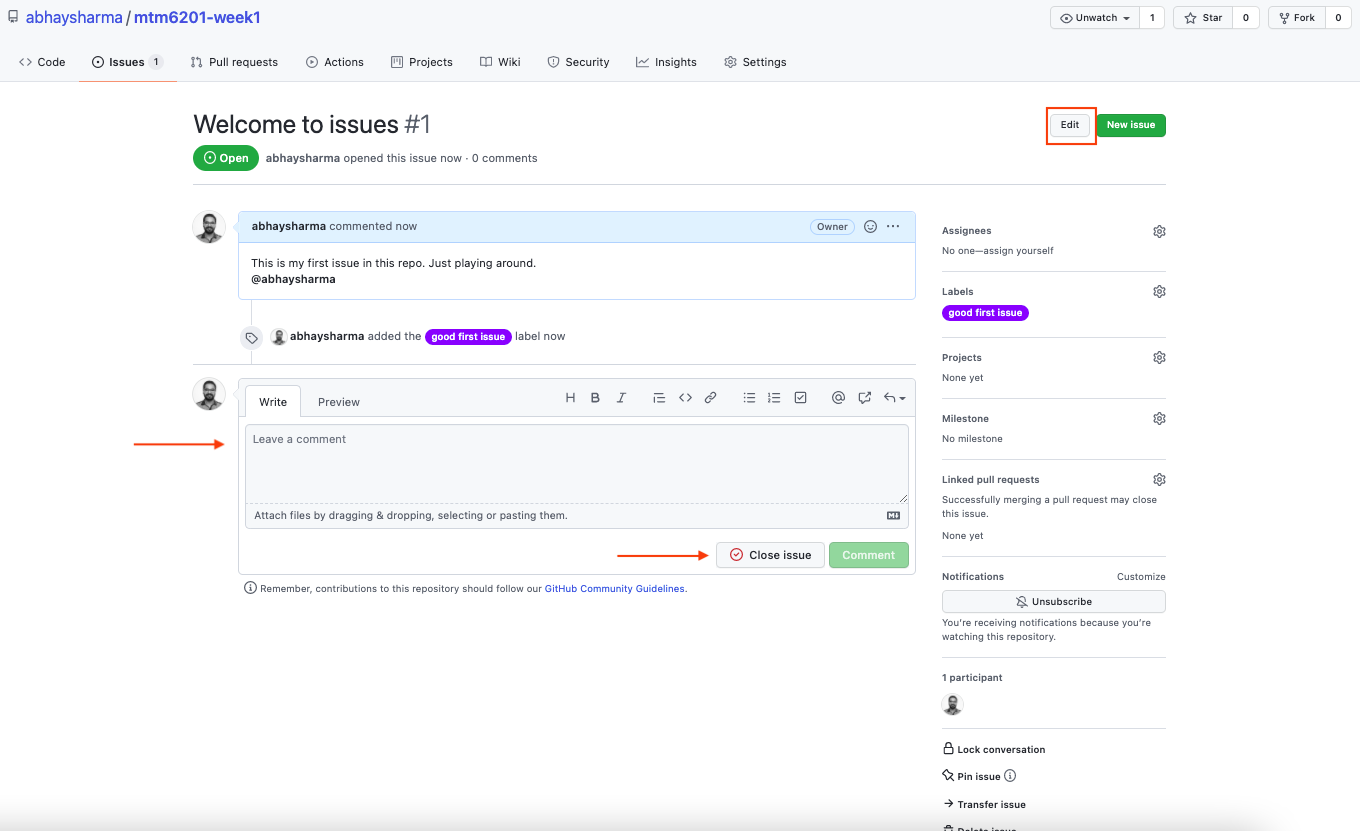 abhaysharma / mtm6201-week1
Unwatch 1 Star 0 Fork 0
Code Issues 1 Pull requests Actions Projects Wiki Security Insights Settings
Welcome to issues #1
Edit New issue
Open abhaysharma opened this issue now · 0 comments
abhaysharma commented now
Owner
This is my first issue in this repo. Just playing around.
@abhaysharma
abhaysharma added the good first issue label now
Write Preview
H B I
Leave a comment
Attach files by dragging & dropping, selecting or pasting them.
Close issue Comment
Remember, contributions to this repository should follow our GitHub Community Guidelines.
Assignees
No one—assign yourself
Labels
good first issue
Projects
None yet
Milestone
No milestone
Linked pull requests
Successfully merging a pull request may close
this issue.
None yet
Notifications Customize
Unsubscribe
You’re receiving notifications because you’re
watching this repository.
1 participant
Lock conversation
Pin issue
Transfer issue
Delete issue